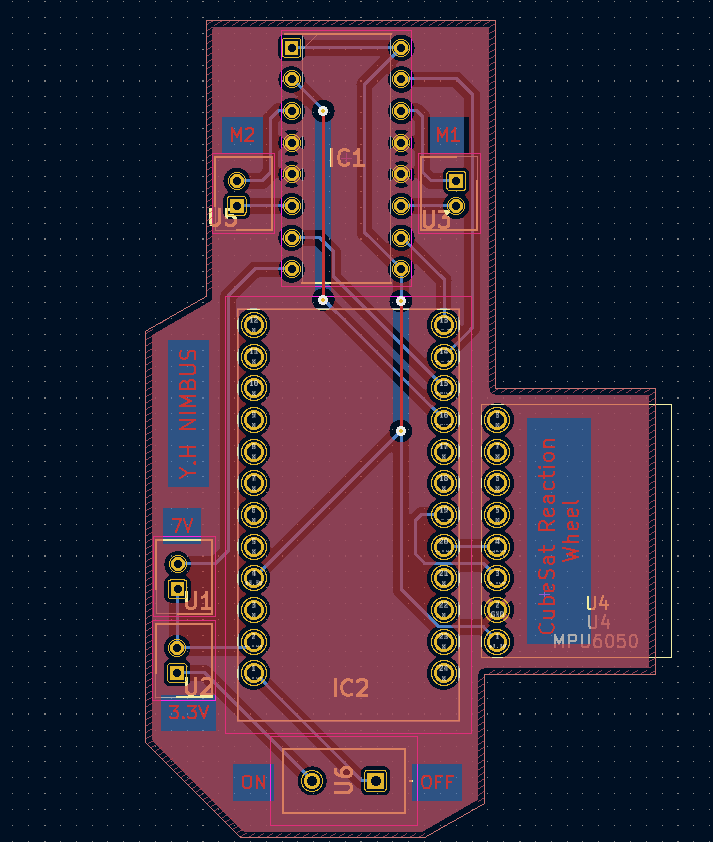 M2
M1
IC1
U5
U3
Y.H NIMBUS
CubeSat Reaction
Wheel
7V
U1
U4
U4
MPU6050
U2
IC2
3.3V
U6
ON
OFF